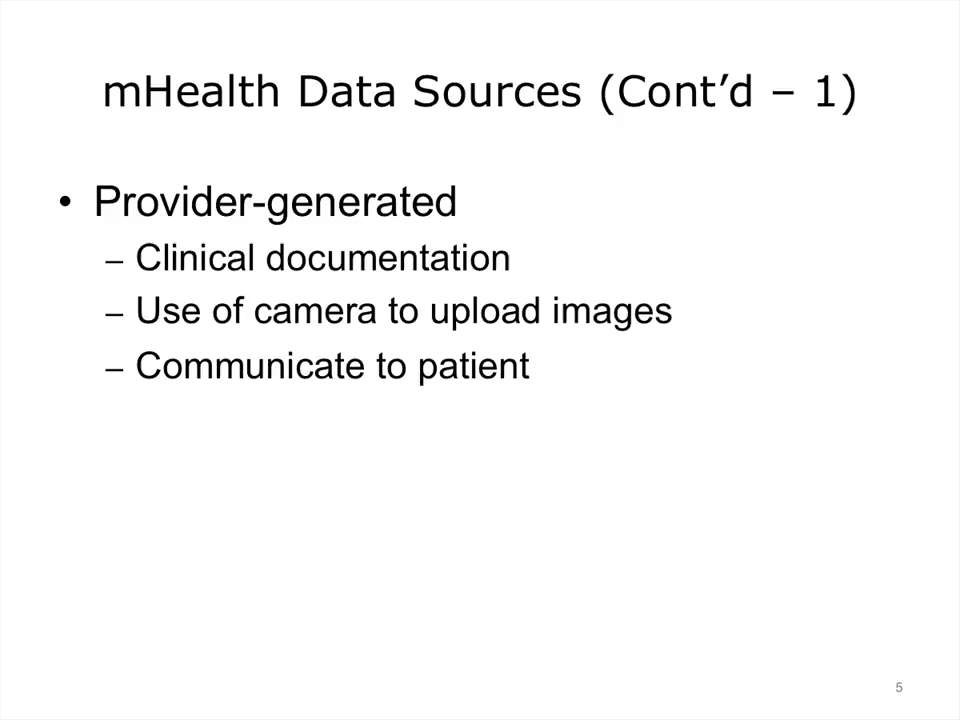 mHealth Data Sources (Cont’d – 1)
• Provider-generated
– Clinical documentation
– Use of camera to upload images
– Communicate to patient
5